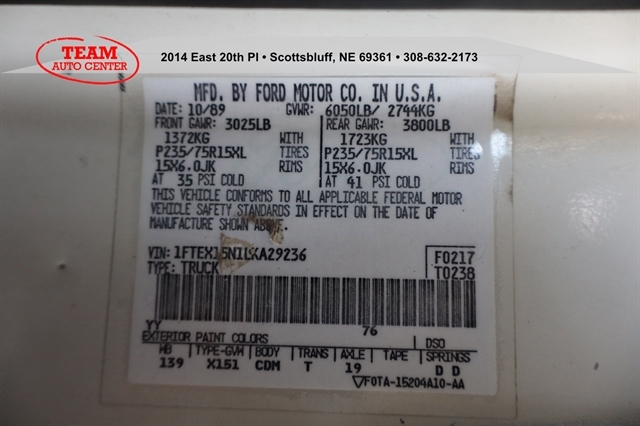 TEAM
AUTO CENTER
2014 East 20th Pl • Scottsbluff, NE 69361 • 308-632-2173
MFD. BY FORD MOTOR CO. IN U.S.A.
DATE: 10/89 GVWR: 6050LB/ 2744KG
FRONT GAWR: 3025LB REAR GAWR: 3800LB
1372KG WITH 1723KG WITH
P235/75R15XL TIRES P235/75R15XL TIRES
15X6.0JK RIMS 15X6.0JK RIMS
AT 35 PSI COLD AT 41 PSI COLD
THIS VEHICLE CONFORMS TO ALL APPLICABLE FEDERAL MOTOR
VEHICLE SAFETY STANDARDS IN EFFECT ON THE DATE OF
MANUFACTURE SHOWN ABOVE.
VIN: 1FTEX15N1LKA29236 F0217
TYPE: TRUCK T0238
YY 76
EXTERIOR PAINT COLORS DSO
WB TYPE-GVW BODY TRANS AXLE TAPE SPRINGS
139 X151 CDM T 19 D D
F0TA-15204A10-AA